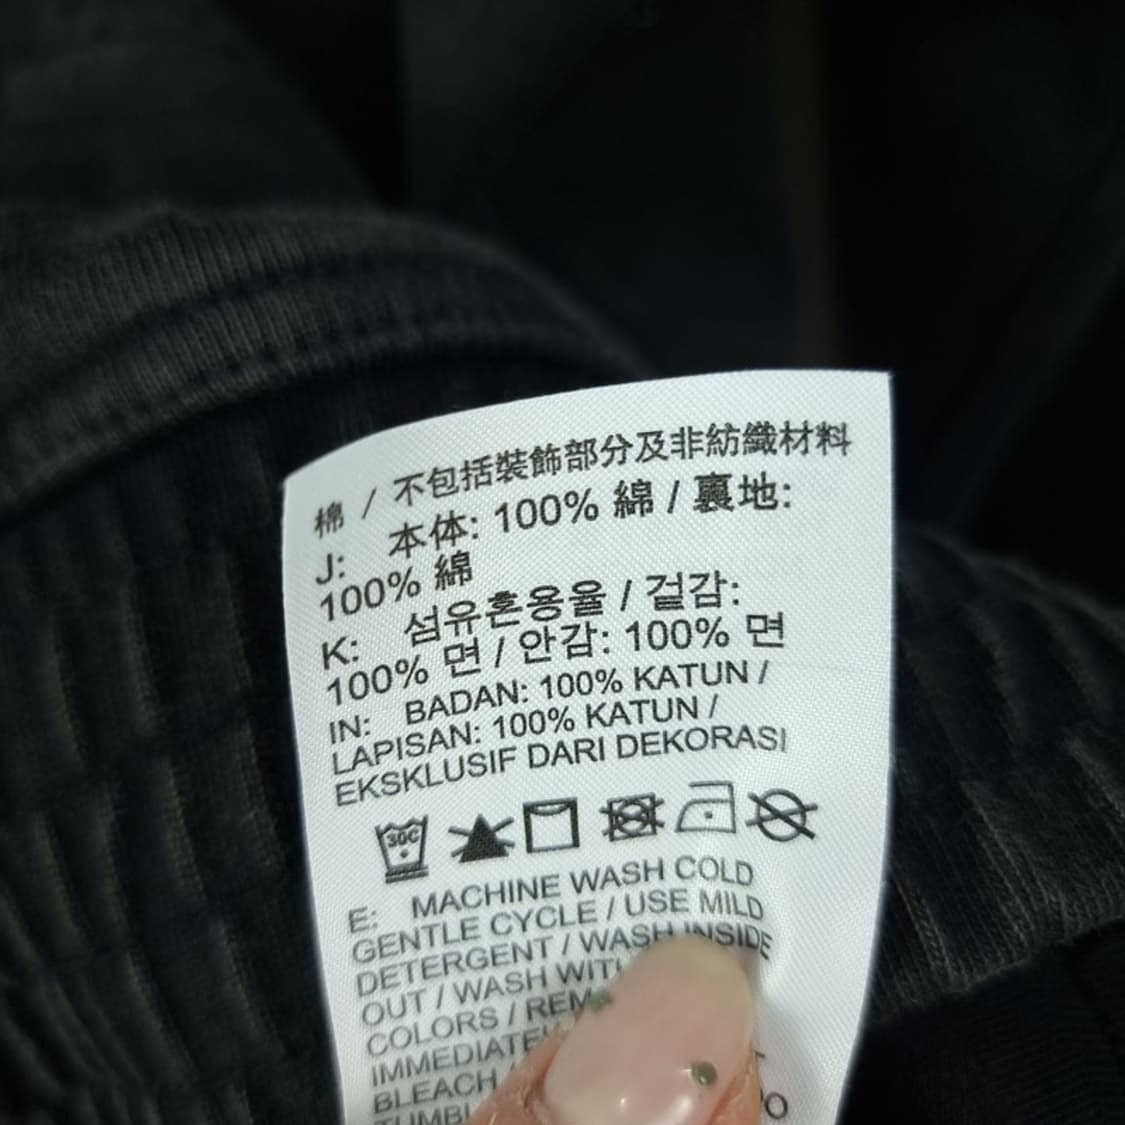 棉 / 不包括裝飾部分及非紡織材料
J: 本体: 100% 綿 / 裏地:
100% 綿
K: 섬유혼용율 / 겉감:
100% 면 / 안감: 100% 면
IN: BADAN: 100% KATUN /
LAPISAN: 100% KATUN /
EKSKLUSIF DARI DEKORASI
30C
E: MACHINE WASH COLD
GENTLE CYCLE / USE MILD
DETERGENT / WASH INSIDE
OUT / WASH WITH
COLORS /
BLEACH